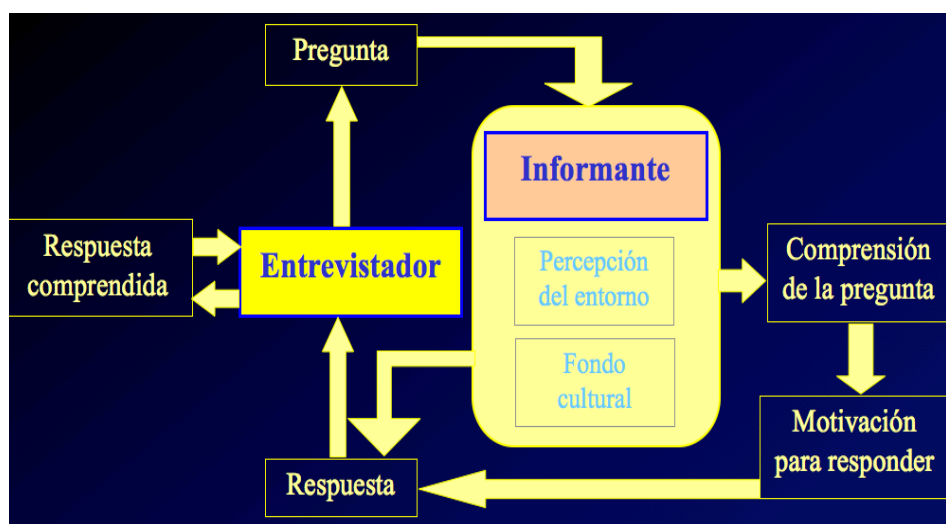 Pregunta
Informante
Respuesta
comprendida
Entrevistador
Percepción
del entorno
Comprensión
de la pregunta
Fondo
cultural
Motivación
para responder
Respuesta